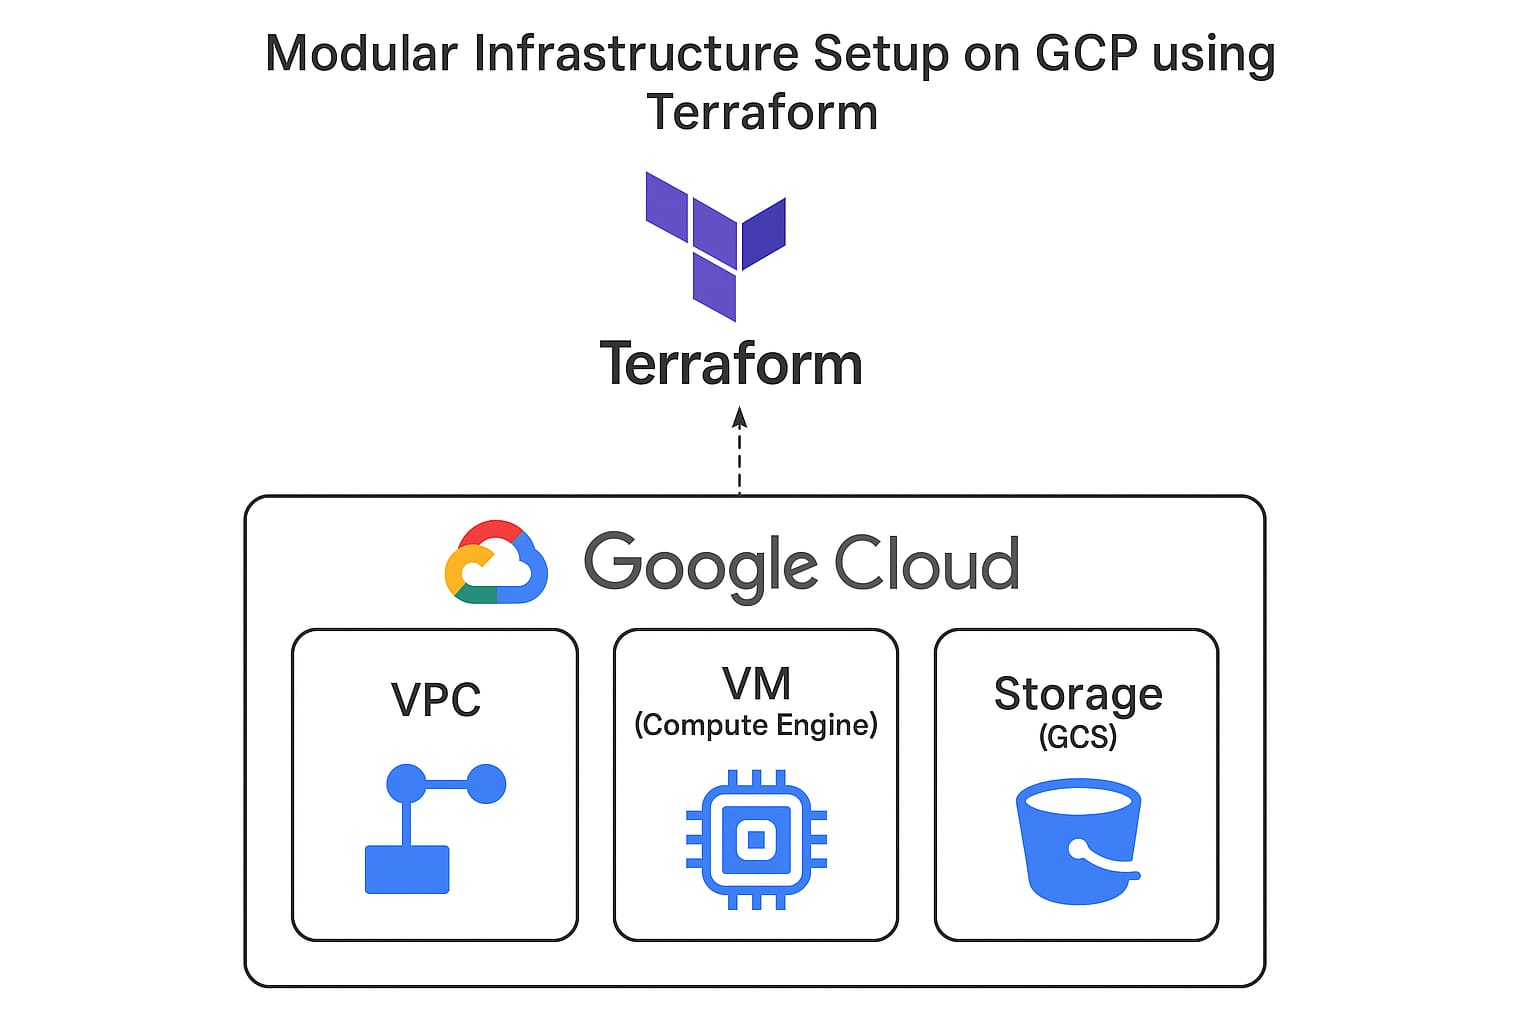 Modular Infrastructure Setup on GCP using
Terraform
Terraform
Google Cloud
VPC
VM
(Compute Engine)
Storage
(GCS)